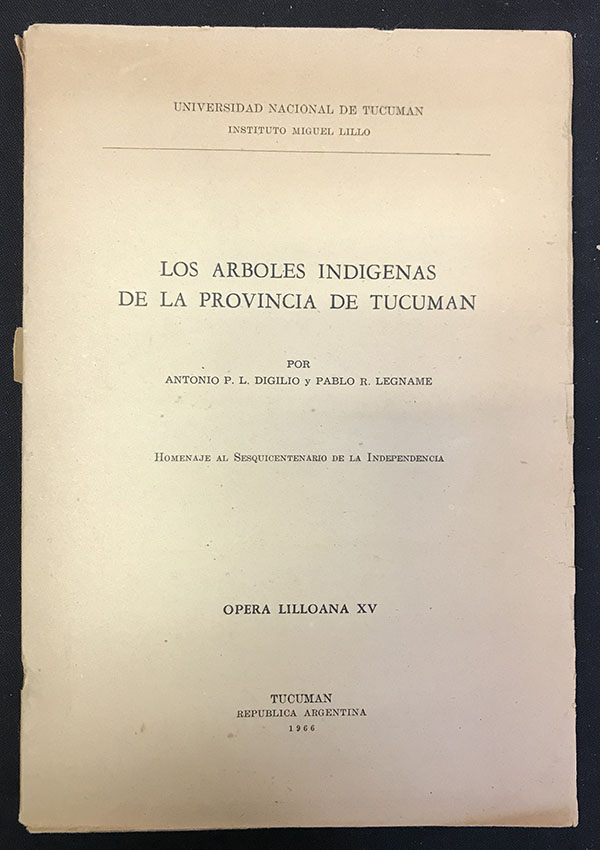 UNIVERSIDAD NACIONAL DE TUCUMAN
INSTITUTO MIGUEL LILLO
LOS ARBOLES INDIGENAS
DE LA PROVINCIA DE TUCUMAN
POR
ANTONIO P. L. DIGILIO y PABLO R. LEGNAME
HOMENAJE AL SESQUICENTENARIO DE LA INDEPENDENCIA
OPERA LILLOANA XV
TUCUMAN
REPUBLICA ARGENTINA
1966